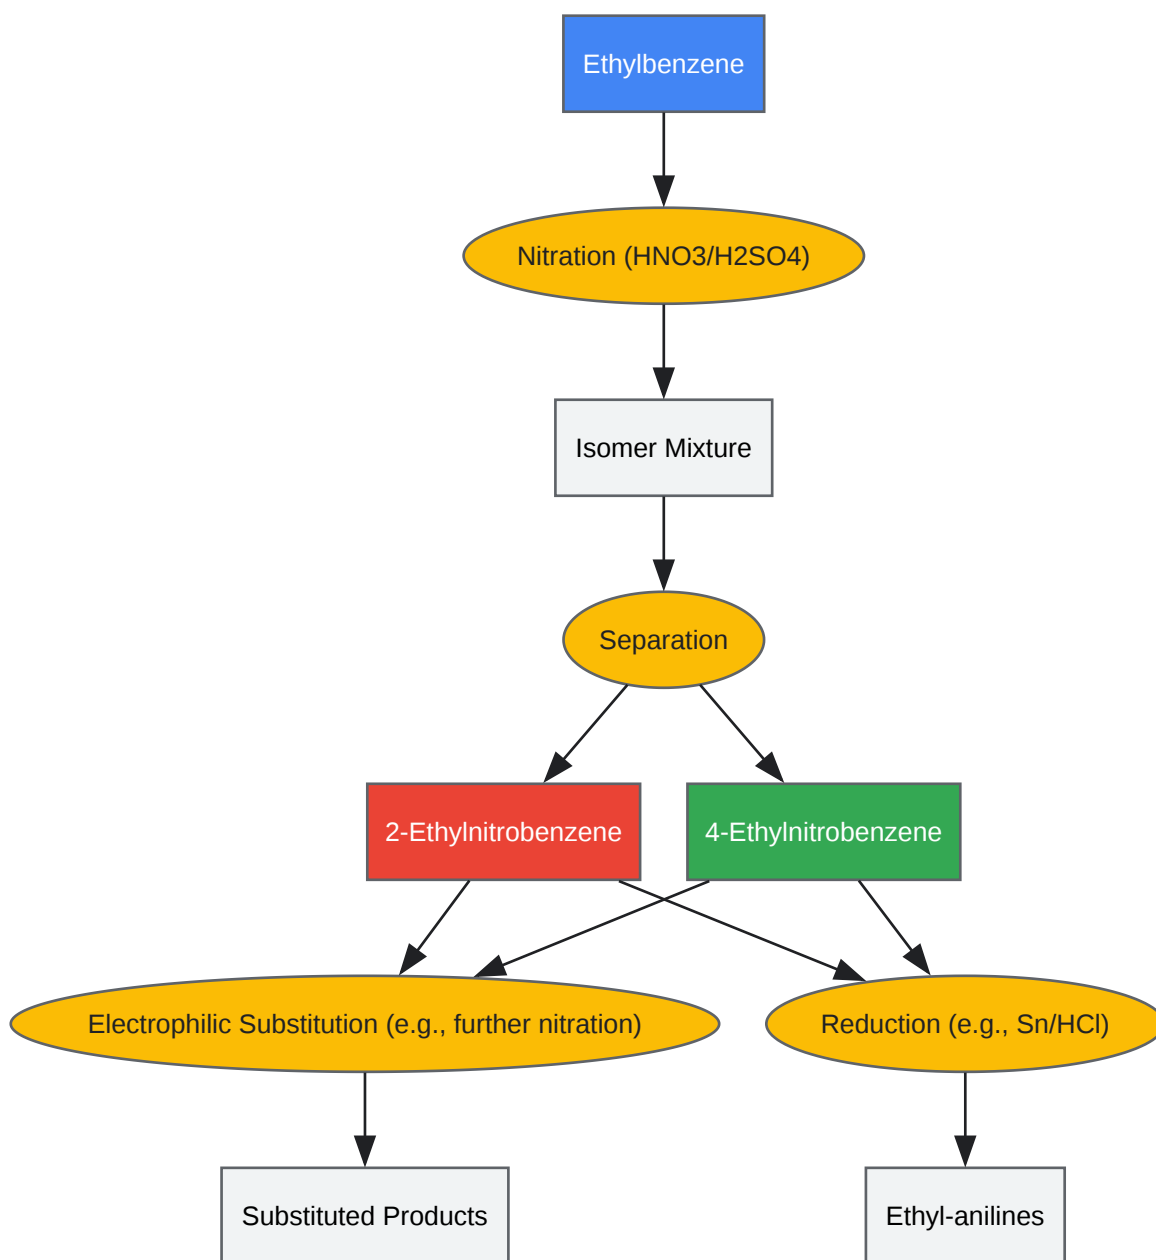 Ethylbenzene
Nitration (HNO3/H2SO4)
Isomer Mixture
Separation
2-Ethylnitrobenzene
4-Ethylnitrobenzene
Electrophilic Substitution (e.g., further nitration)
Reduction (e.g., Sn/HCl)
Substituted Products
Ethyl-anilines